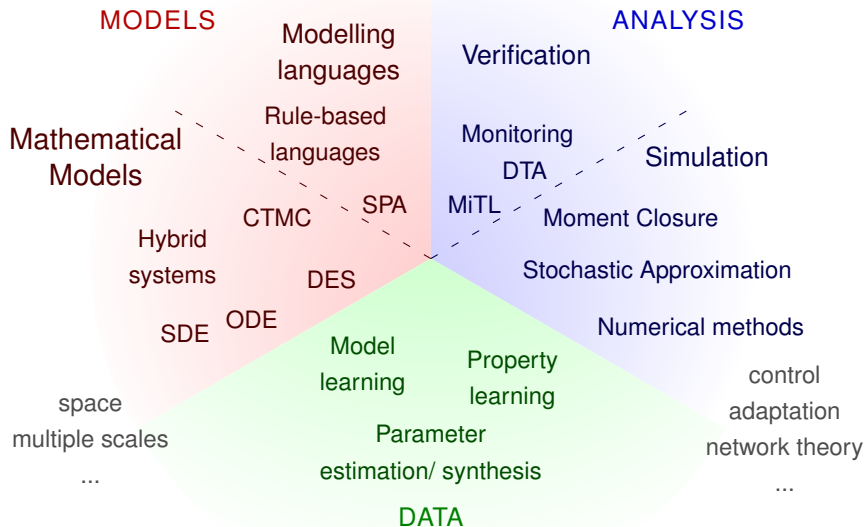 MODELS
ANALYSIS
Modelling
languages
Rule-based
languages
Mathematical
Models
SPA
CTMC
Hybrid
systems
DES
ODE
SDE
Verification
Monitoring
DTA
MiTL
Simulation
Moment Closure
Stochastic Approximation
Numerical methods
Model
learning
Property
learning
Parameter
estimation/ synthesis
DATA
space
multiple scales
...
control
adaptation
network theory
...